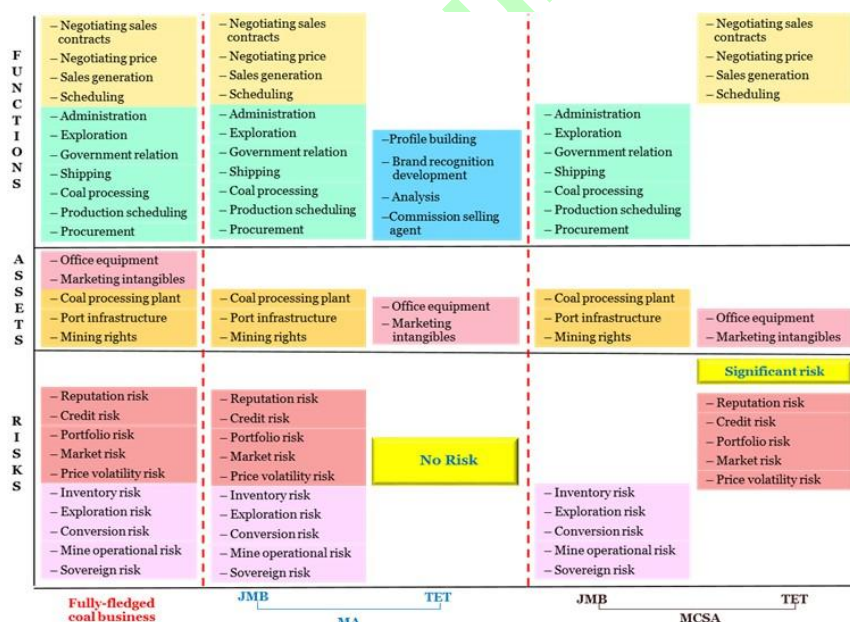 FUNCTIONS
– Negotiating sales
contracts
– Negotiating price
– Sales generation
– Scheduling
– Administration
– Exploration
– Government relation
– Shipping
– Coal processing
– Production scheduling
– Procurement
– Negotiating sales
contracts
– Negotiating price
– Sales generation
– Scheduling
– Administration
– Exploration
– Government relation
– Shipping
– Coal processing
– Production scheduling
– Procurement
–Profile building
– Brand recognition
development
– Analysis
–Commission selling
agent
– Administration
– Exploration
– Government relation
– Shipping
– Coal processing
– Production scheduling
– Procurement
– Negotiating sales
contracts
– Negotiating price
– Sales generation
– Scheduling
ASSETS
– Office equipment
– Marketing intangibles
– Coal processing plant
– Port infrastructure
– Mining rights
– Coal processing plant
– Port infrastructure
– Mining rights
– Office equipment
– Marketing
intangibles
– Coal processing plant
– Port infrastructure
– Mining rights
– Office equipment
– Marketing intangibles
RISKS
– Reputation risk
– Credit risk
– Portfolio risk
– Market risk
– Price volatility risk
– Inventory risk
– Exploration risk
– Conversion risk
– Mine operational risk
– Sovereign risk
– Reputation risk
– Credit risk
– Portfolio risk
– Market risk
– Price volatility risk
– Inventory risk
– Exploration risk
– Conversion risk
– Mine operational risk
– Sovereign risk
No Risk
– Inventory risk
– Exploration risk
– Conversion risk
– Mine operational risk
– Sovereign risk
Significant risk
– Reputation risk
– Credit risk
– Portfolio risk
– Market risk
– Price volatility risk
Fully-fledged
coal business
JMB
TET
MA
JMB
TET
MCSA